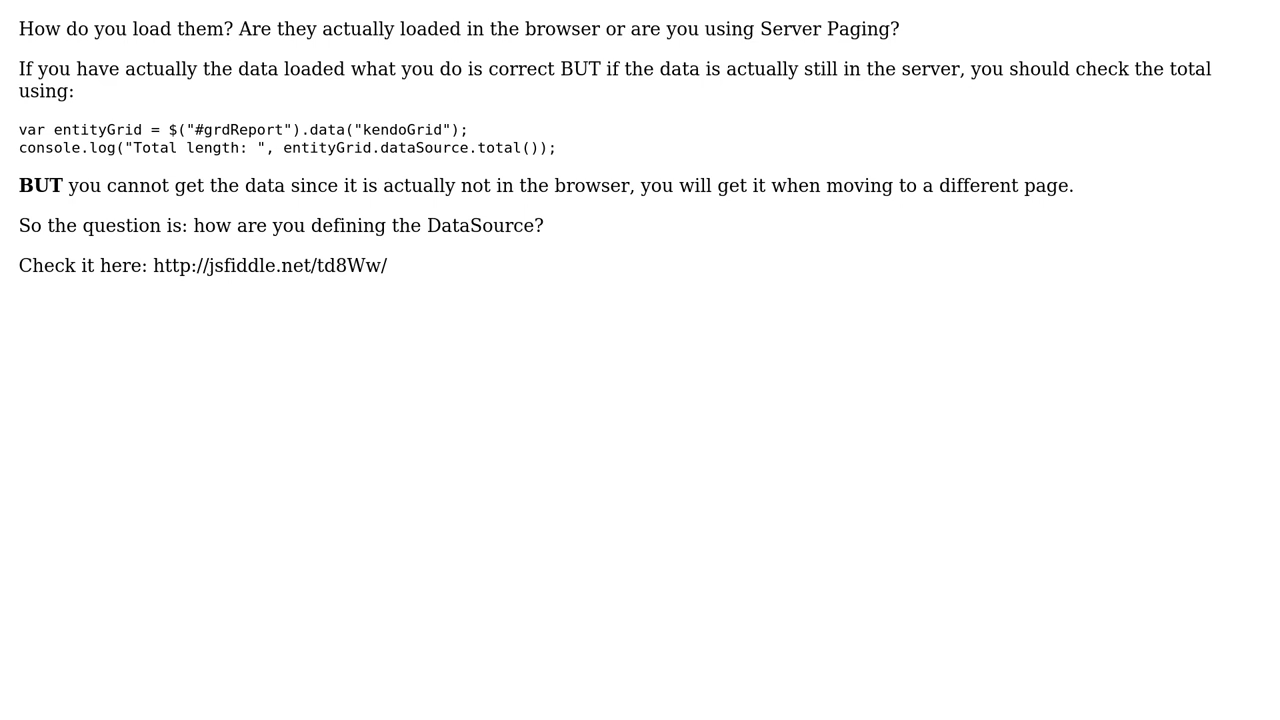 How do you load them? Are they actually loaded in the browser or are you using Server Paging?
If you have actually the data loaded what you do is correct BUT if the data is actually still in the server, you should check the total
using:
var entityGrid = $("#grdReport").data("kendoGrid");
console.log("Total length: ", entityGrid.dataSource.total());
BUT you cannot get the data since it is actually not in the browser, you will get it when moving to a different page.
So the question is: how are you defining the DataSource?
Check it here: http://jsfiddle.net/td8Ww/